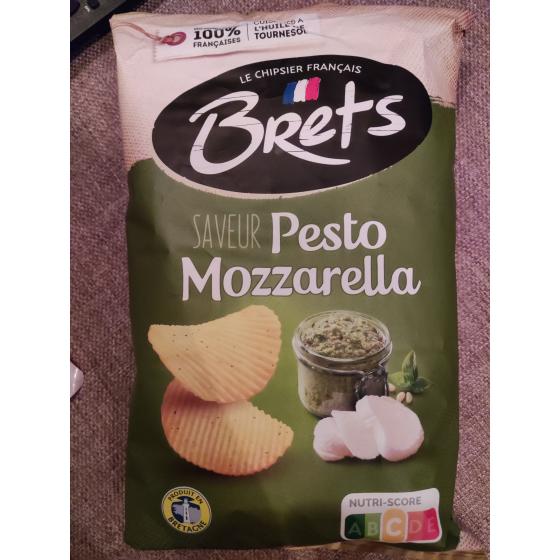 100%
FRANÇAISES
CUITES À
L'HUILE DE
TOURNESOL
LE CHIPSIER FRANÇAIS
Brets
SAVEUR Pesto
Mozzarella
PRODUIT EN
BRETAGNE
NUTRI-SCORE
A B C D E